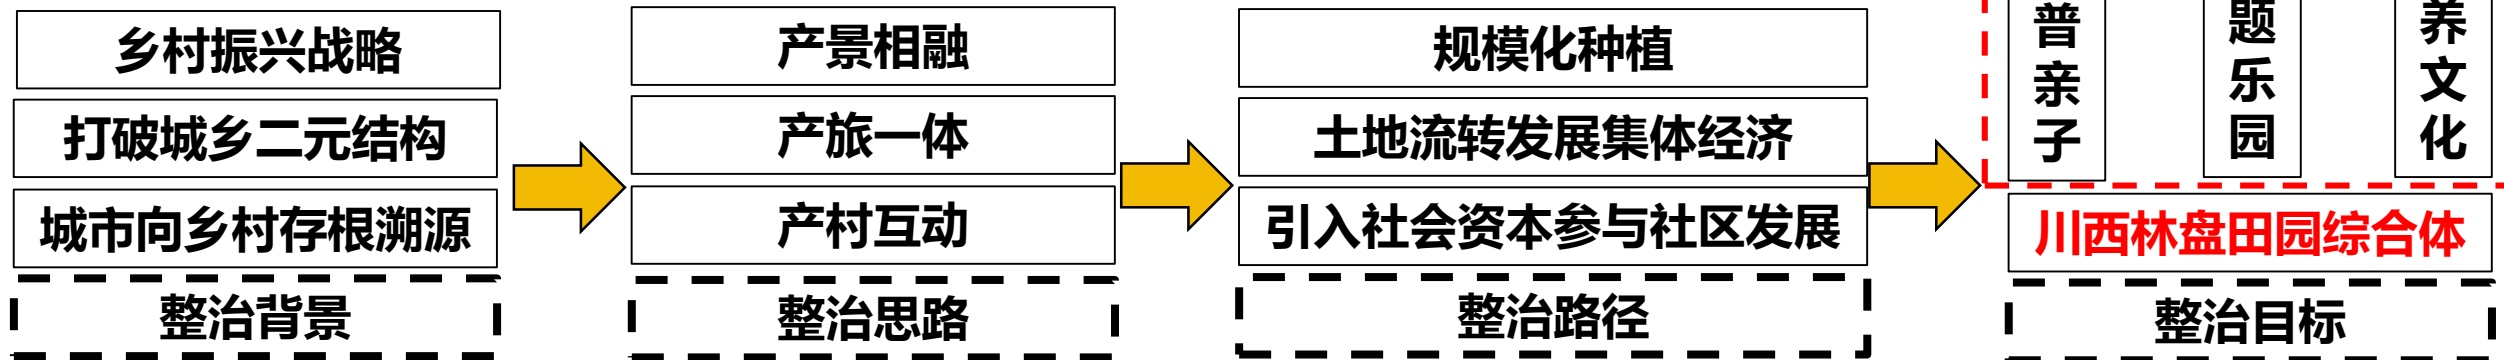 乡村振兴战略
打破城乡二元结构
城市向乡村存根溯源
整治背景
产景相融
产旅一体
产村互动
整治思路
规模化种植
土地流转发展集体经济
引入社会资本参与社区发展
整治路径
普亲子
题乐园
养文化
川西林盘田园综合体
整治目标